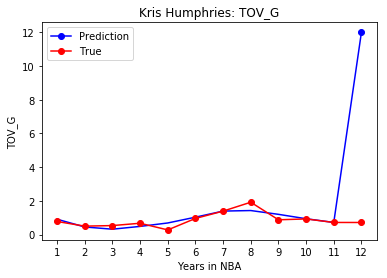 Kris Humphries: TOV_G
Prediction
True
12
10
8
6
4
2
0
TOV_G
1 2 3 4 5 6 7 8 9 10 11 12
Years in NBA